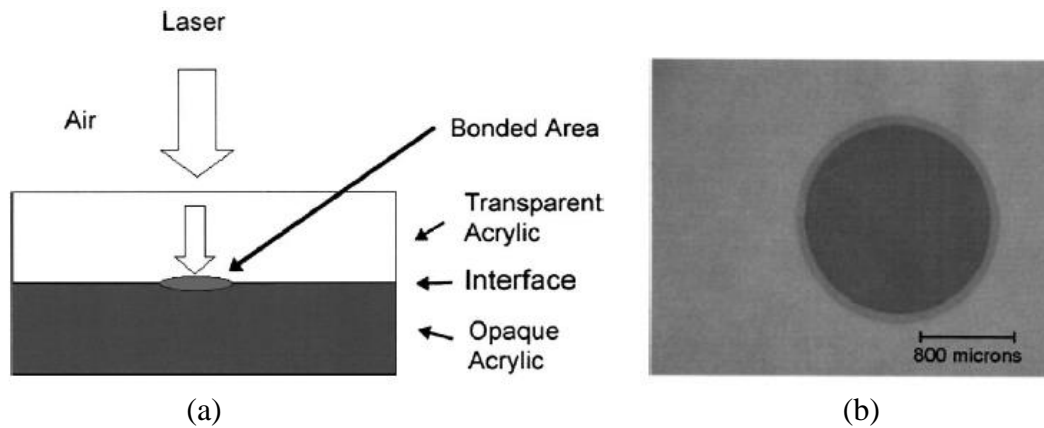 Laser
Air
Bonded Area
Transparent
Acrylic
Interface
Opaque
Acrylic
800 microns
(a)
(b)